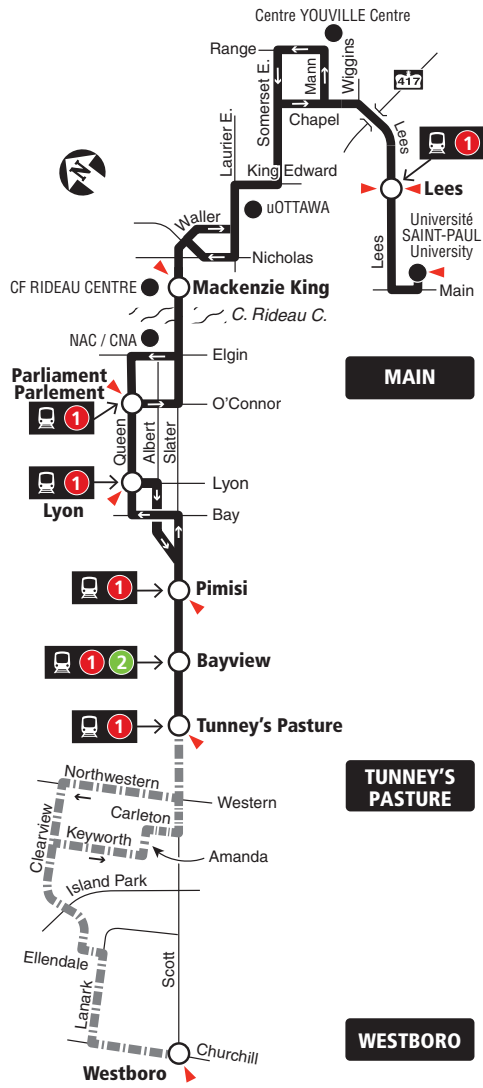 Centre YOUVILLE Centre
Range
Mann
Wiggins
417
Somerset E.
Chapel
Lees
1
Lees
Laurier E.
King Edward
N
uOTTAWA
Waller
Université
SAINT-PAUL
University
Lees
Nicholas
Main
CF RIDEAU CENTRE
Mackenzie King
C. Rideau C.
NAC / CNA
Elgin
MAIN
Parliament
Parlement
1
O'Connor
Queen
Albert
Slater
1
Lyon
Lyon
Bay
1
Pimisi
1 2
Bayview
1
Tunney's Pasture
TUNNEY'S
PASTURE
Northwestern
Western
Carleton
Clearview
Keyworth
Amanda
Island Park
Ellendale
Scott
Lanark
WESTBORO
Churchill
Westboro